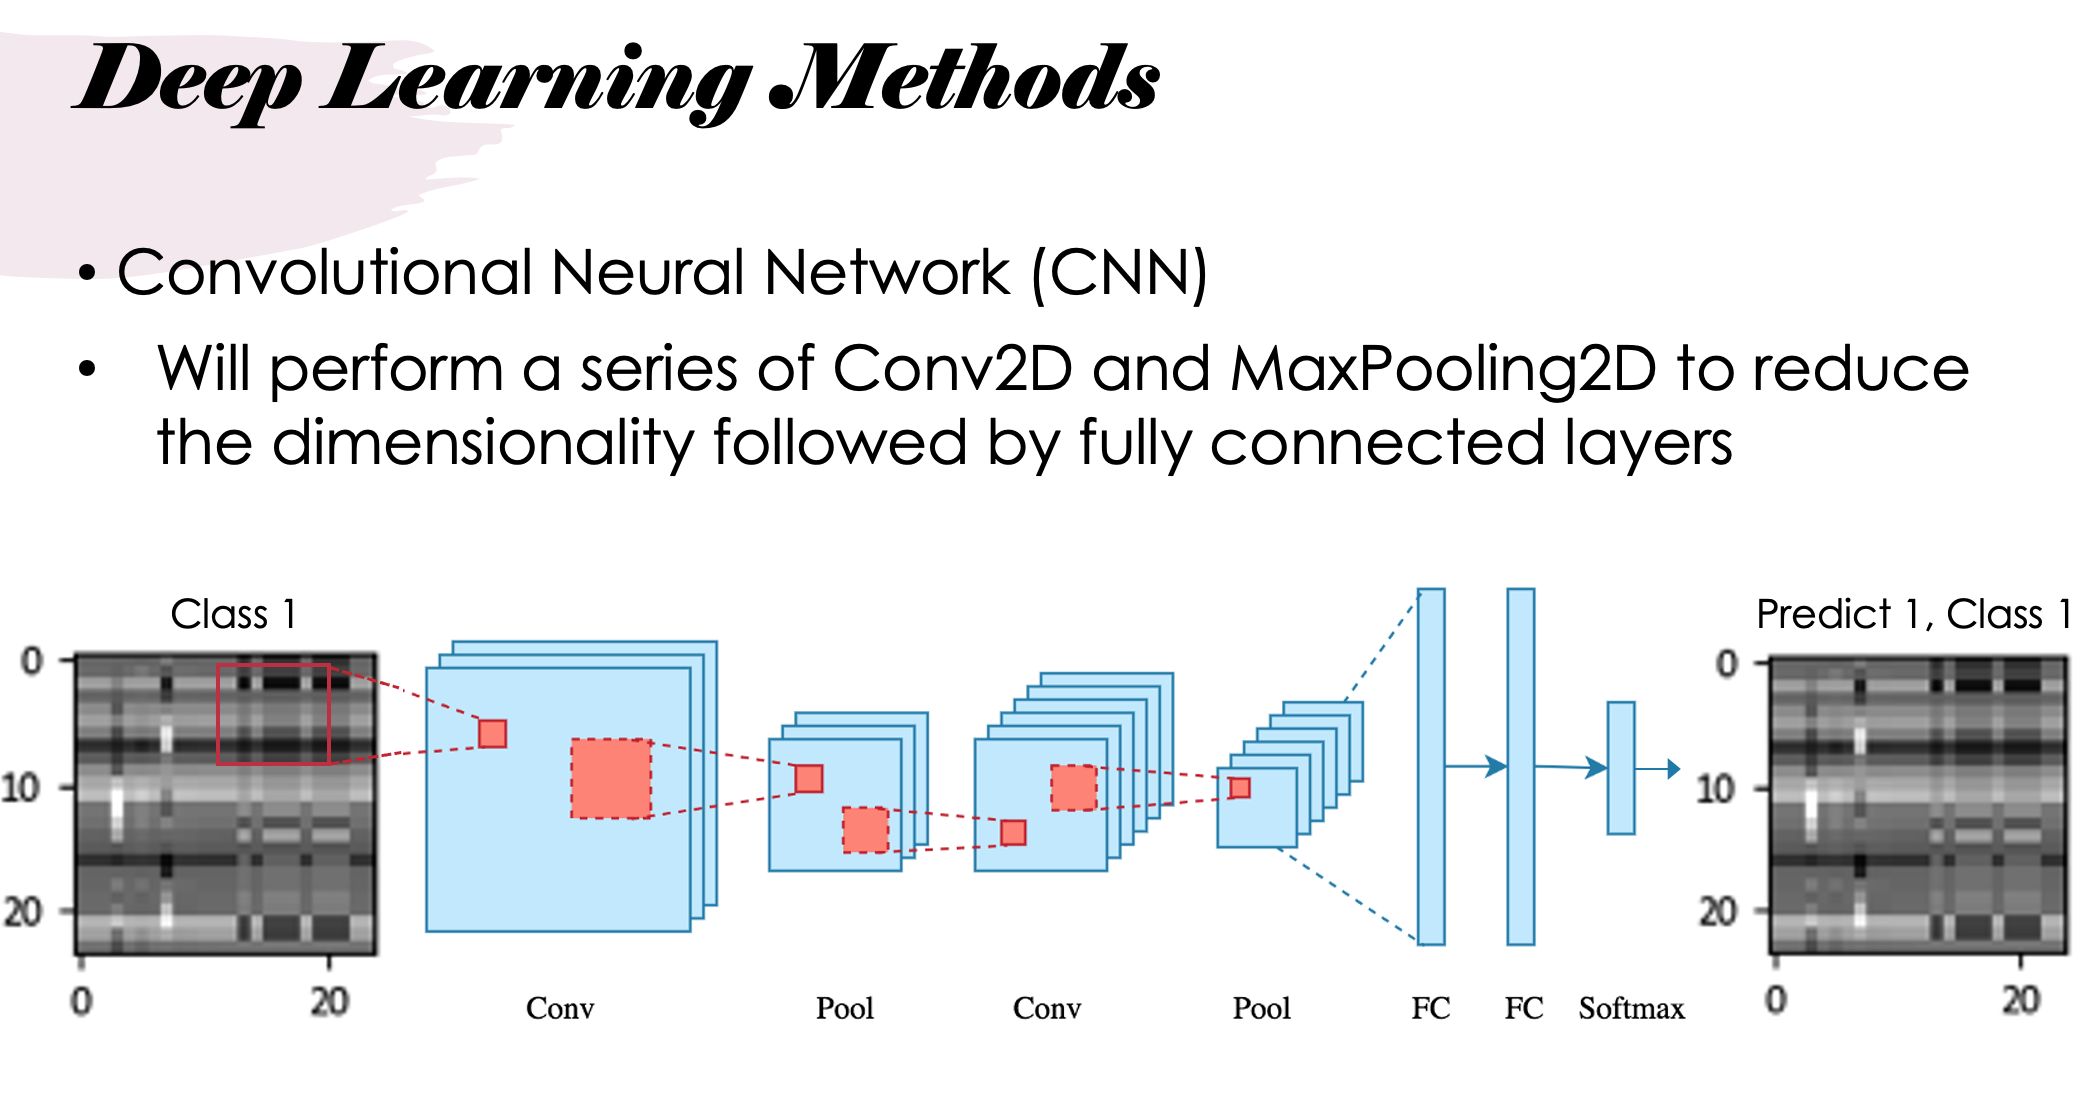 Deep Learning Methods
• Convolutional Neural Network (CNN)
• Will perform a series of Conv2D and MaxPooling2D to reduce
the dimensionality followed by fully connected layers
Class 1
0
10
20
0 20
Conv Pool Conv Pool FC FC Softmax
Predict 1, Class 1
0
10
20
0 20